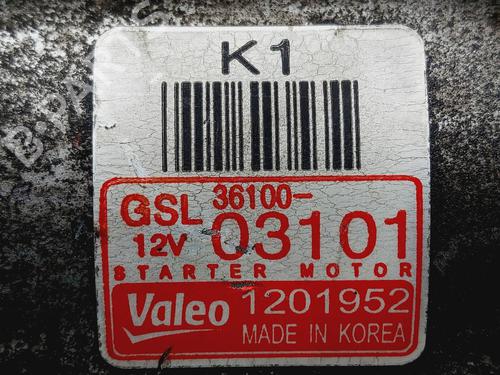 K1
GSL 36100-
12V 03101
STARTER MOTOR
Valeo 1201952
MADE IN KOREA